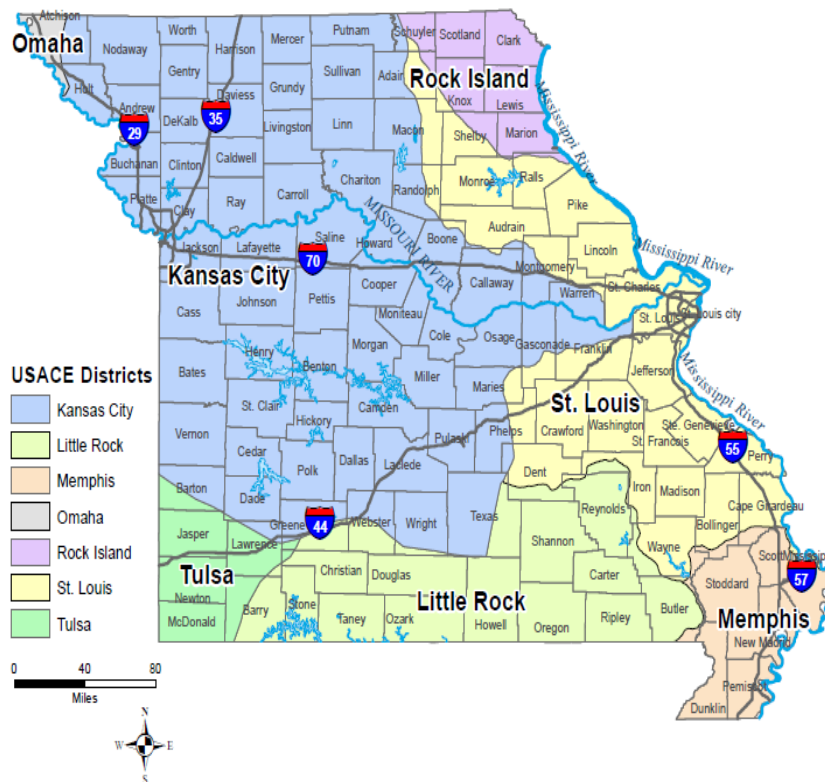 Atchison
Omaha
Nodaway
Worth
Harrison
Mercer
Putnam
Schuyler
Scotland
Clark
Gentry
Sullivan
Adair
Rock Island
Holt
Daviess
Grundy
Knox
Lewis
Andrew
DeKalb
Livingston
Linn
Macon
Shelby
Marion
29
35
Buchanan
Clinton
Caldwell
Chariton
Randolph
Monroe
Ralls
Pike
Platte
Clay
Ray
Carroll
Audrain
Mississippi River
MISSOURI RIVER
Jackson
Lafayette
Saline
Howard
Boone
Lincoln
Mississippi River
Kansas City
70
Montgomery
Callaway
Warren
St. Charles
Cooper
Johnson
Pettis
Cass
Moniteau
St. Louis
St. Louis city
Cole
Osage
Gasconade
Franklin
Morgan
Henry
Benton
Miller
Jefferson
Mississippi River
Bates
Maries
St. Louis
USACE Districts
Kansas City
Little Rock
Memphis
Omaha
Rock Island
St. Louis
Tulsa
St. Clair
Camden
Hickory
Washington
Ste. Genevieve
Vernon
Pulaski
Phelps
Crawford
St. Francois
55
Perry
Cedar
Polk
Dallas
Laclede
Dent
Iron
Madison
Barton
Dade
Texas
Reynolds
Cape Girardeau
Bollinger
Greene
44
Webster
Wright
Jasper
Lawrence
Shannon
Wayne
Scott
Mississippi
57
Tulsa
Christian
Douglas
Carter
Stoddard
Newton
Little Rock
McDonald
Barry
Stone
Taney
Ozark
Howell
Oregon
Ripley
Butler
Memphis
New Madrid
Pemiscot
Dunklin
0
40
80
Miles
N
W
E
S